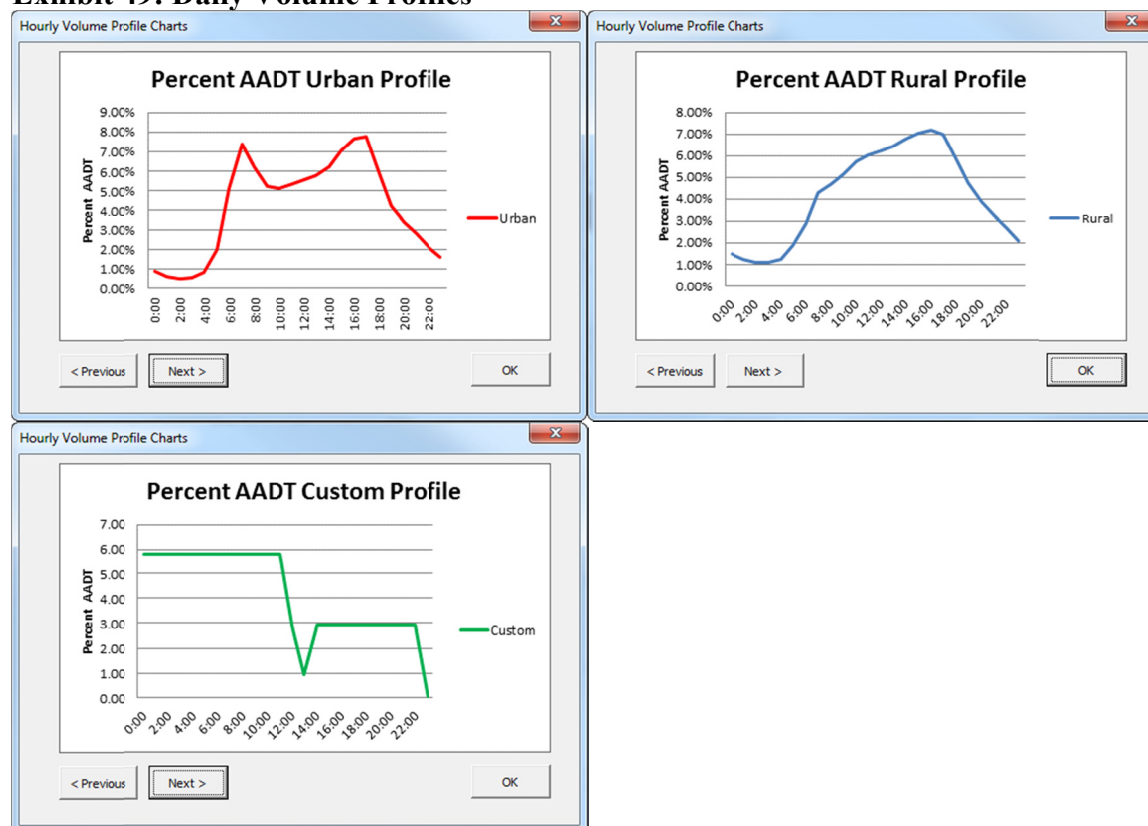 Exhibit 49: Daily Volume Profiles
Hourly Volume Profile Charts
Percent AADT Urban Profile
9.00%
8.00%
7.00%
6.00%
5.00%
4.00%
3.00%
2.00%
1.00%
0.00%
Percent AADT
0:00 2:00 4:00 6:00 8:00 10:00 12:00 14:00 16:00 18:00 20:00 22:00
Urban
< Previous Next > OK
Hourly Volume Profile Charts
Percent AADT Rural Profile
8.00%
7.00%
6.00%
5.00%
4.00%
3.00%
2.00%
1.00%
0.00%
Percent AADT
0:00 2:00 4:00 6:00 8:00 10:00 12:00 14:00 16:00 18:00 20:00 22:00
Rural
< Previous Next > OK
Hourly Volume Profile Charts
Percent AADT Custom Profile
7.00
6.00
5.00
4.00
3.00
2.00
1.00
0.00
Percent AADT
0:00 2:00 4:00 6:00 8:00 10:00 12:00 14:00 16:00 18:00 20:00 22:00
Custom
< Previous Next > OK